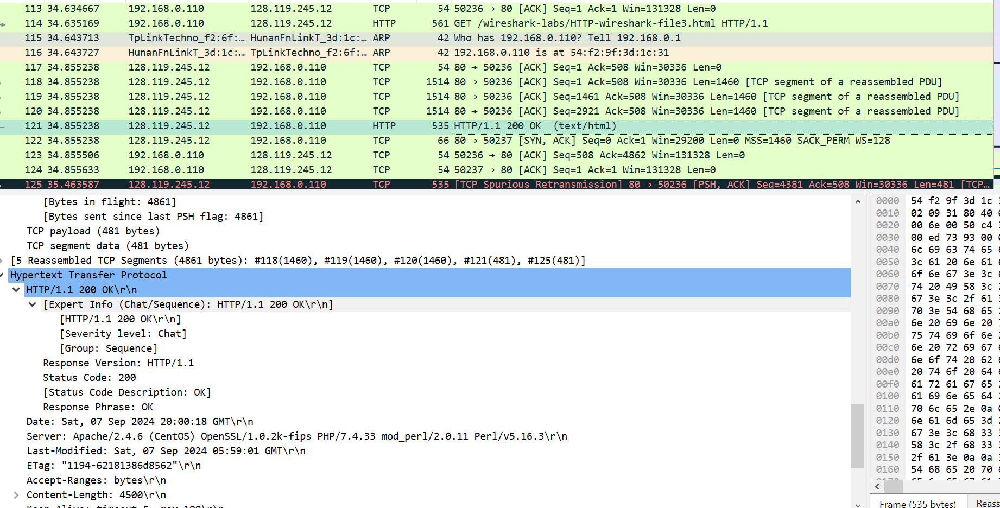 113 34.634667 192.168.0.110 128.119.245.12 TCP 54 50236 → 80 [ACK] Seq=1 Ack=1 Win=131328 Len=0
114 34.635169 192.168.0.110 128.119.245.12 HTTP 561 GET /wireshark-labs/HTTP-wireshark-file3.html HTTP/1.1
115 34.643713 TpLinkTechno_f2:6f:… HunanFnLinkT_3d:1c:… ARP 42 Who has 192.168.0.110? Tell 192.168.0.1
116 34.643727 HunanFnLinkT_3d:1c:… TpLinkTechno_f2:6f:… ARP 42 192.168.0.110 is at 54:f2:9f:3d:1c:31
117 34.855238 128.119.245.12 192.168.0.110 TCP 54 80 → 50236 [ACK] Seq=1 Ack=508 Win=30336 Len=0
118 34.855238 128.119.245.12 192.168.0.110 TCP 1514 80 → 50236 [ACK] Seq=1 Ack=508 Win=30336 Len=1460 [TCP segment of a reassembled PDU]
119 34.855238 128.119.245.12 192.168.0.110 TCP 1514 80 → 50236 [ACK] Seq=1461 Ack=508 Win=30336 Len=1460 [TCP segment of a reassembled PDU]
120 34.855238 128.119.245.12 192.168.0.110 TCP 1514 80 → 50236 [ACK] Seq=2921 Ack=508 Win=30336 Len=1460 [TCP segment of a reassembled PDU]
121 34.855238 128.119.245.12 192.168.0.110 HTTP 535 HTTP/1.1 200 OK  (text/html)
122 34.855238 128.119.245.12 192.168.0.110 TCP 66 80 → 50237 [SYN, ACK] Seq=0 Ack=1 Win=29200 Len=0 MSS=1460 SACK_PERM WS=128
123 34.855506 192.168.0.110 128.119.245.12 TCP 54 50236 → 80 [ACK] Seq=508 Ack=4862 Win=131328 Len=0
124 34.855633 192.168.0.110 128.119.245.12 TCP 54 50237 → 80 [ACK] Seq=1 Ack=1 Win=131328 Len=0
125 35.463587 128.119.245.12 192.168.0.110 TCP 535 [TCP Spurious Retransmission] 80 → 50236 [PSH, ACK] Seq=4381 Ack=508 Win=30336 Len=481 [TCP…
[Bytes in flight: 4861]
[Bytes sent since last PSH flag: 4861]
TCP payload (481 bytes)
TCP segment data (481 bytes)
[5 Reassembled TCP Segments (4861 bytes): #118(1460), #119(1460), #120(1460), #121(481), #125(481)]
Hypertext Transfer Protocol
HTTP/1.1 200 OK\r\n
[Expert Info (Chat/Sequence): HTTP/1.1 200 OK\r\n]
[HTTP/1.1 200 OK\r\n]
[Severity level: Chat]
[Group: Sequence]
Response Version: HTTP/1.1
Status Code: 200
[Status Code Description: OK]
Response Phrase: OK
Date: Sat, 07 Sep 2024 20:00:18 GMT\r\n
Server: Apache/2.4.6 (CentOS) OpenSSL/1.0.2k-fips PHP/7.4.33 mod_perl/2.0.11 Perl/v5.16.3\r\n
Last-Modified: Sat, 07 Sep 2024 05:59:01 GMT\r\n
ETag: "1194-62181386d8562"\r\n
Accept-Ranges: bytes\r\n
Content-Length: 4500\r\n
0000 54 f2 9f 3d 1c
0010 02 09 31 80 40
0020 00 6e 00 50 c4
0030 00 ed 73 93 00
0040 6c 69 63 74 65
0050 3c 61 20 6e 61
0060 6f 6e 67 3e 3c
0070 74 20 49 58 3c
0080 67 3e 3c 2f 61
0090 70 3e 54 68 65
00a0 6e 20 69 6e 20
00b0 75 74 69 6f 6e
00c0 6e 20 72 69 67
00d0 6e 6f 74 20 62
00e0 20 74 6f 20 64
00f0 61 72 61 67 65
0100 61 69 6e 65 64
0110 70 6c 65 2e 0a
0120 6e 61 6d 65 3d
0130 67 3e 3c 68 33
0140 58 3c 2f 68 33
0150 2f 61 3e 0a 0a
0160 54 68 65 20 70
Frame (535 bytes) Reass